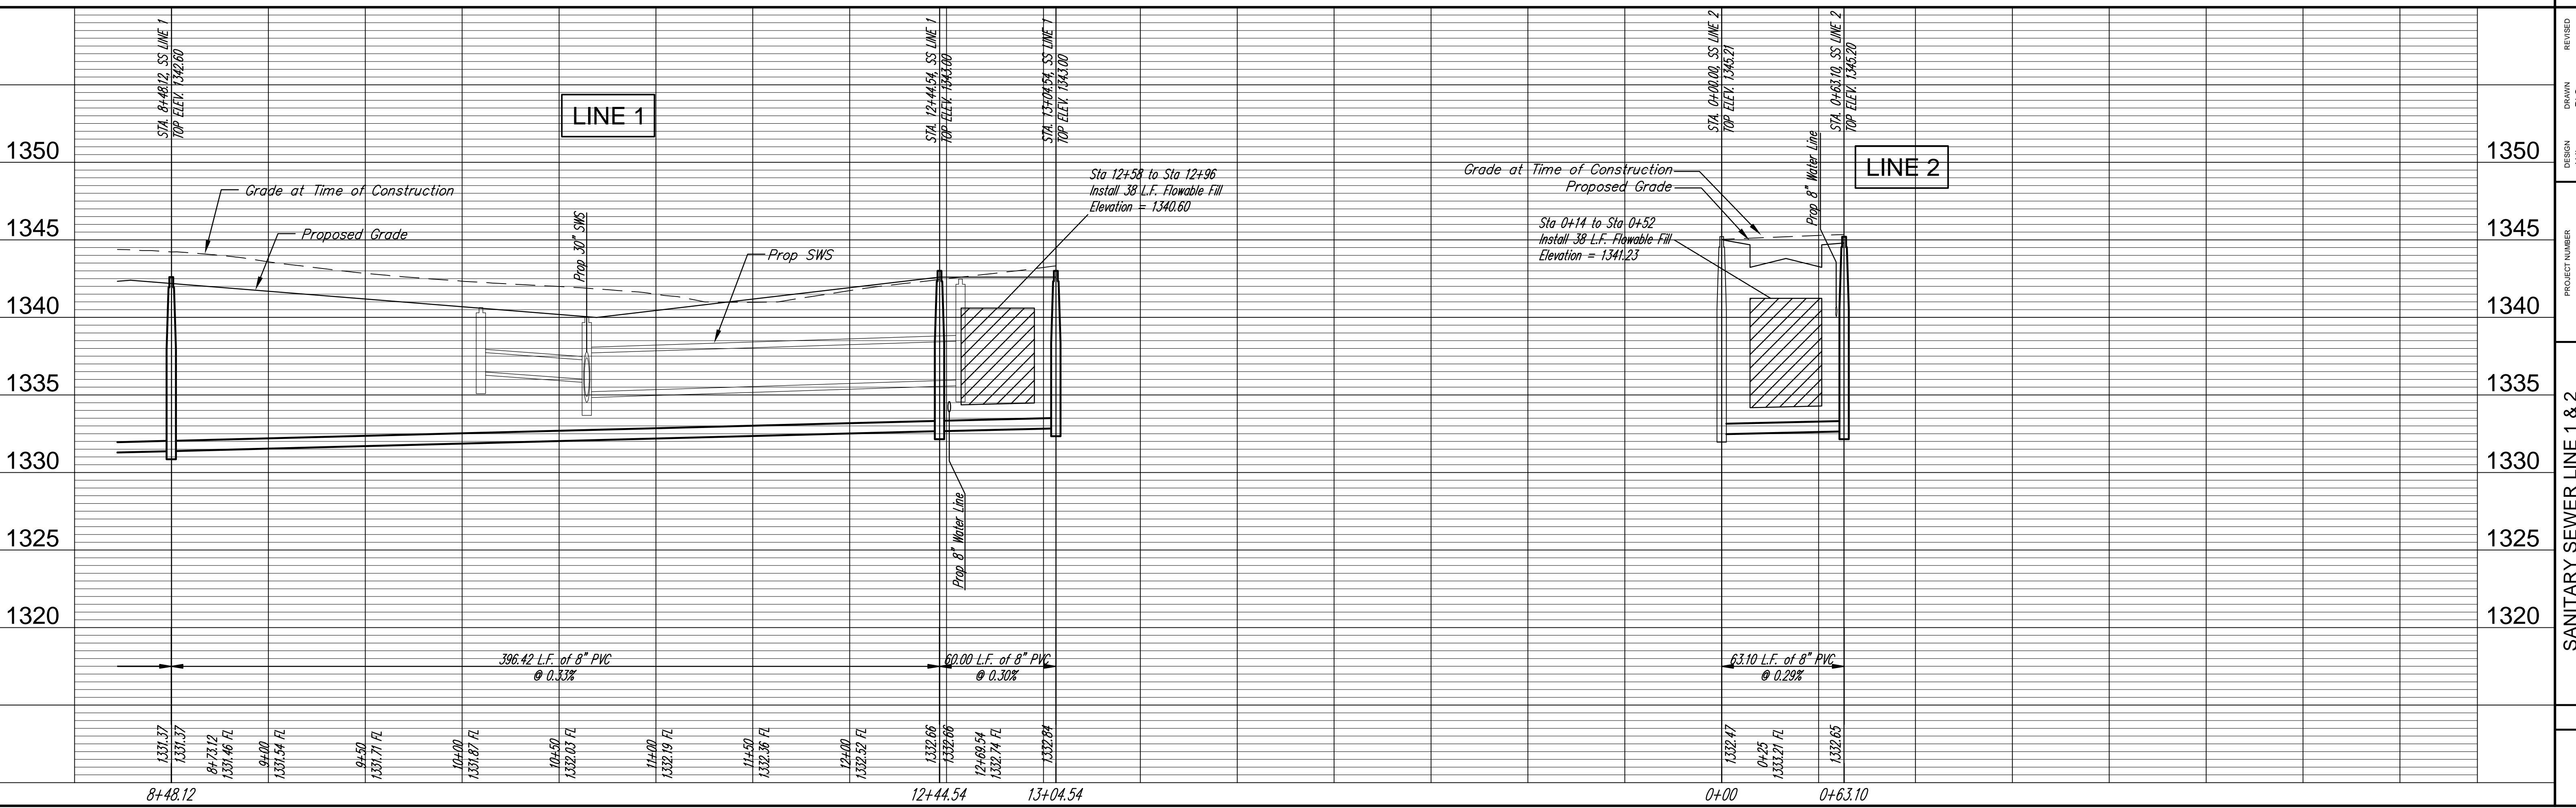 STA. 8+48.12, SS LINE 1
TOP ELEV. 1342.60
STA. 12+44.54, SS LINE 1
TOP ELEV. 1343.00
STA. 13+04.54, SS LINE 1
TOP ELEV. 1343.00
STA. 0+00.00, SS LINE 2
TOP ELEV. 1345.21
STA. 0+63.10, SS LINE 2
TOP ELEV. 1345.20
LINE 1
LINE 2
1350
1345
1340
1335
1330
1325
1320
Grade at Time of Construction
Proposed Grade
Prop 30" SWS
Prop SWS
Sta 12+58 to Sta 12+96
Install 38 L.F. Flowable Fill
Elevation = 1340.60
Prop 8" Water Line
Grade at Time of Construction
Proposed Grade
Sta 0+14 to Sta 0+52
Install 38 L.F. Flowable Fill
Elevation = 1341.23
Prop 8" Water Line
1350
1345
1340
1335
1330
1325
1320
396.42 L.F. of 8" PVC
@ 0.33%
60.00 L.F. of 8" PVC
@ 0.30%
63.10 L.F. of 8" PVC
@ 0.29%
1331.37
1331.37
8+73.12
1331.46 FL
9+00
1331.54 FL
9+50
1331.71 FL
10+00
1331.87 FL
10+50
1332.03 FL
11+00
1332.19 FL
11+50
1332.36 FL
12+00
1332.52 FL
1332.66
1332.66
12+69.54
1332.74 FL
1332.84
1332.47
0+25
1333.21 FL
1332.65
8+48.12
12+44.54
13+04.54
0+00
0+63.10
REVISED
DRAWN
DESIGN
PROJECT NUMBER
SANITARY SEWER LINE 1 & 2